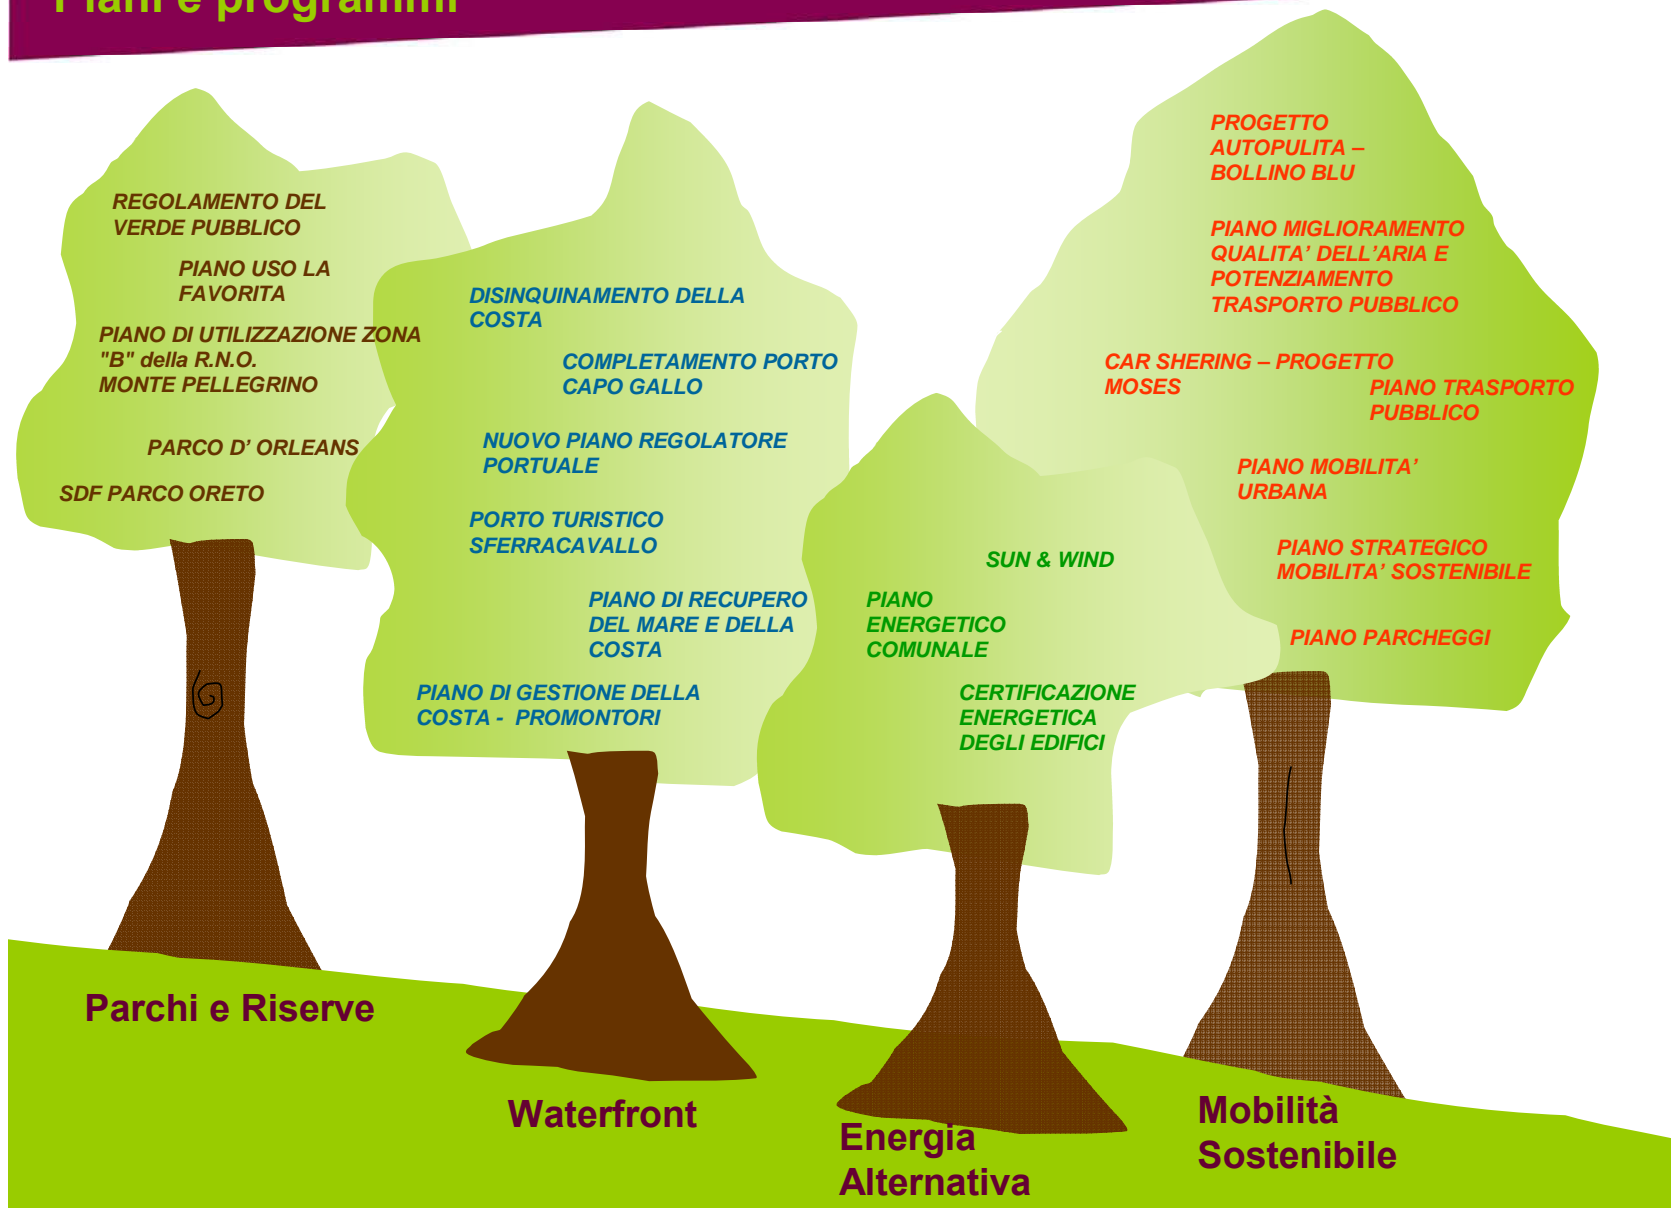 Piani e programmi
REGOLAMENTO DEL
VERDE PUBBLICO
PIANO USO LA
FAVORITA
PIANO DI UTILIZZAZIONE ZONA
"B" della R.N.O.
MONTE PELLEGRINO
PARCO D’ ORLEANS
SDF PARCO ORETO
Parchi e Riserve
DISINQUINAMENTO DELLA
COSTA
COMPLETAMENTO PORTO
CAPO GALLO
NUOVO PIANO REGOLATORE
PORTUALE
PORTO TURISTICO
SFERRACAVALLO
PIANO DI RECUPERO
DEL MARE E DELLA
COSTA
PIANO DI GESTIONE DELLA
COSTA - PROMONTORI
Waterfront
SUN & WIND
PIANO
ENERGETICO
COMUNALE
CERTIFICAZIONE
ENERGETICA
DEGLI EDIFICI
Energia
Alternativa
PROGETTO
AUTOPULITA –
BOLLINO BLU
PIANO MIGLIORAMENTO
QUALITA’ DELL’ARIA E
POTENZIAMENTO
TRASPORTO PUBBLICO
CAR SHERING – PROGETTO
MOSES
PIANO TRASPORTO
PUBBLICO
PIANO MOBILITA’
URBANA
PIANO STRATEGICO
MOBILITA’ SOSTENIBILE
PIANO PARCHEGGI
Mobilità
Sostenibile